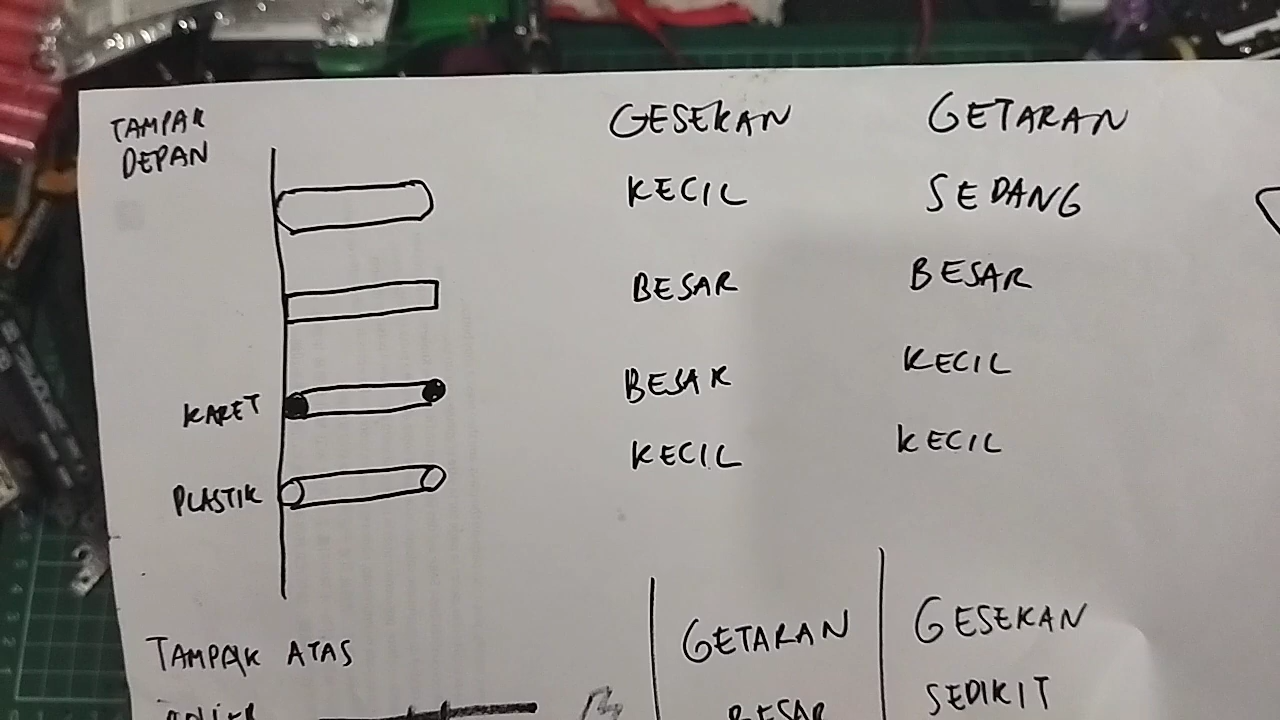 TAMPAK
DEPAN
GESEKAN GETARAN
KECIL SEDANG
BESAR BESAR
KARET BESAR KECIL
PLASTIK KECIL KECIL
TAMPAK ATAS GETARAN GESEKAN
BESAR SEDIKIT